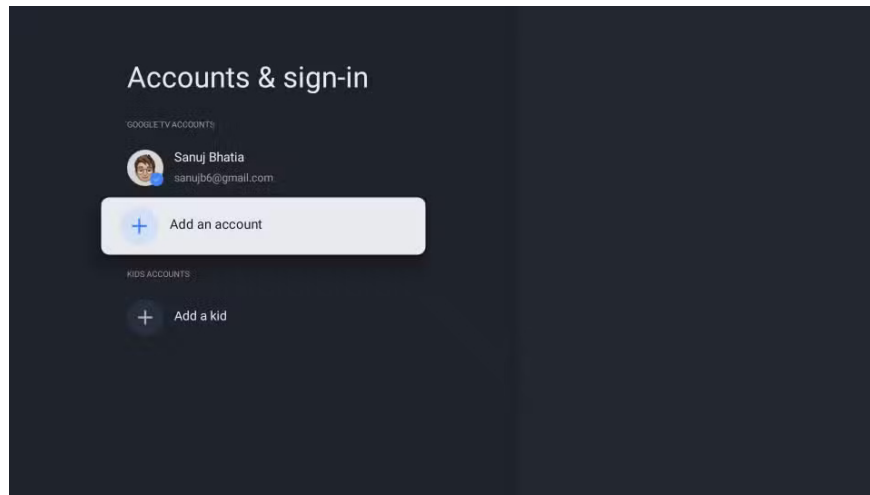 Accounts & sign-in
GOOGLE TV ACCOUNTS
Sanuj Bhatia
sanujb6@gmail.com
Add an account
KIDS ACCOUNTS
Add a kid